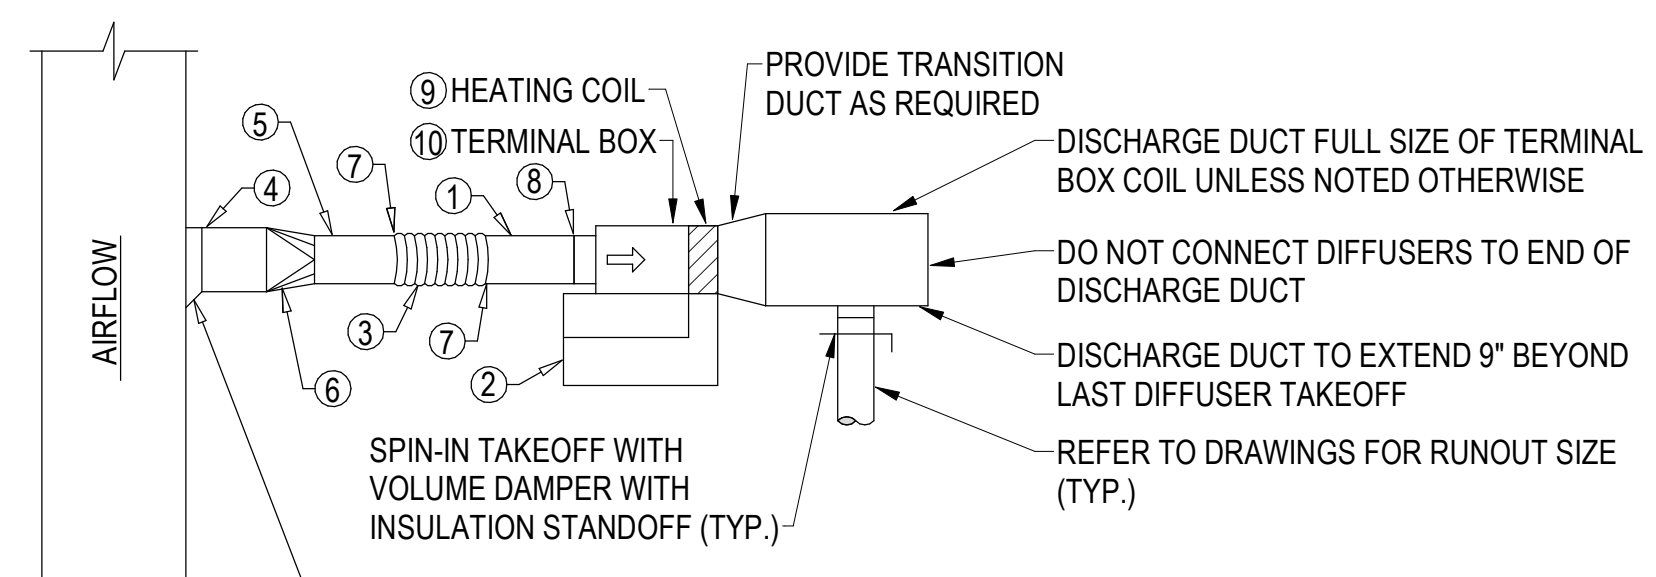 PROVIDE TRANSITION
DUCT AS REQUIRED
9 HEATING COIL
10 TERMINAL BOX
5
7
4
1
8
DISCHARGE DUCT FULL SIZE OF TERMINAL
BOX COIL UNLESS NOTED OTHERWISE
AIRFLOW
DO NOT CONNECT DIFFUSERS TO END OF
DISCHARGE DUCT
3
7
2
6
DISCHARGE DUCT TO EXTEND 9" BEYOND
LAST DIFFUSER TAKEOFF
SPIN-IN TAKEOFF WITH
VOLUME DAMPER WITH
INSULATION STANDOFF (TYP.)
REFER TO DRAWINGS FOR RUNOUT SIZE
(TYP.)